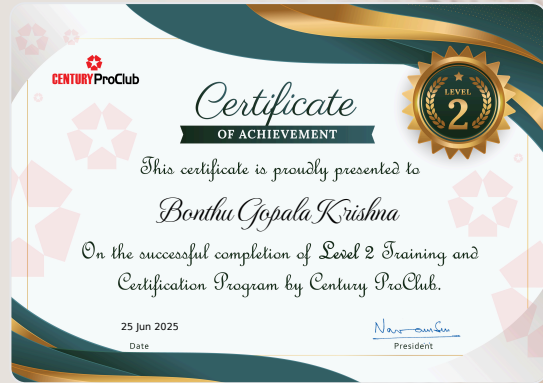 CENTURY ProClub
Certificate
OF ACHIEVEMENT
LEVEL
2
This certificate is proudly presented to
Bonthu Gopala Krishna
On the successful completion of Level 2 Training and
Certification Program by Century ProClub.
25 Jun 2025
Date
President